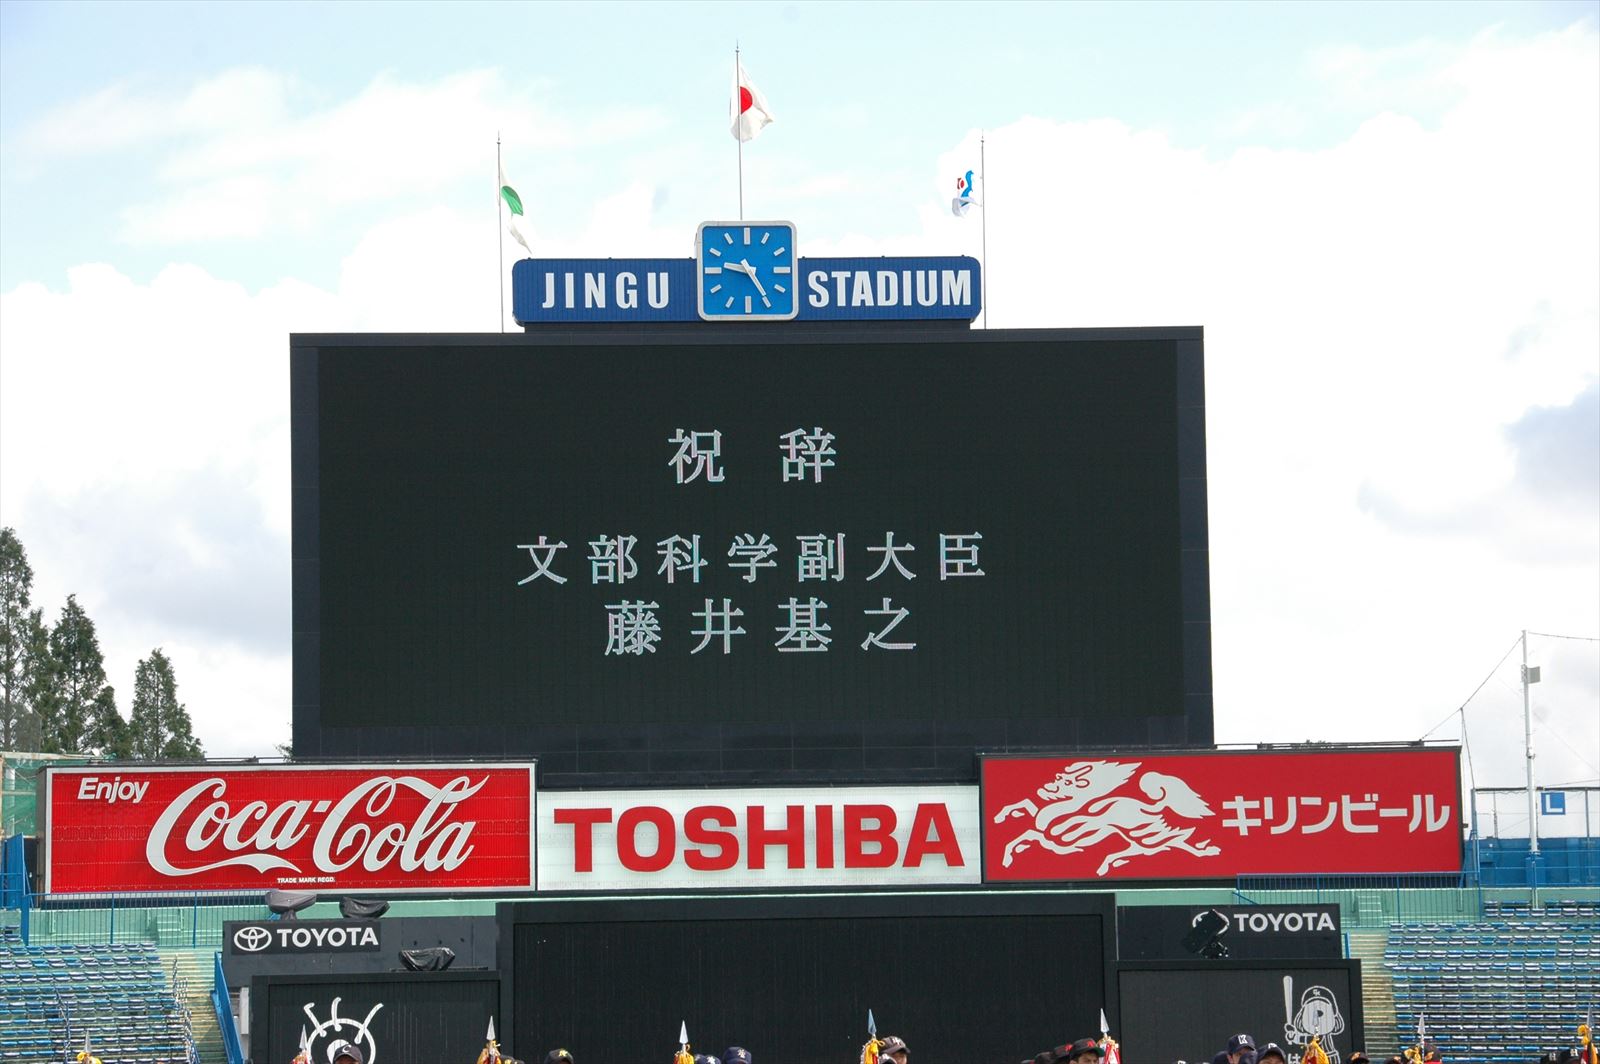 JINGU STADIUM
祝辞
文部科学副大臣
藤井基之
Enjoy
Coca-Cola
TRADE MARK REGD.
TOSHIBA
キリンビール
L
TOYOTA
TOYOTA
は